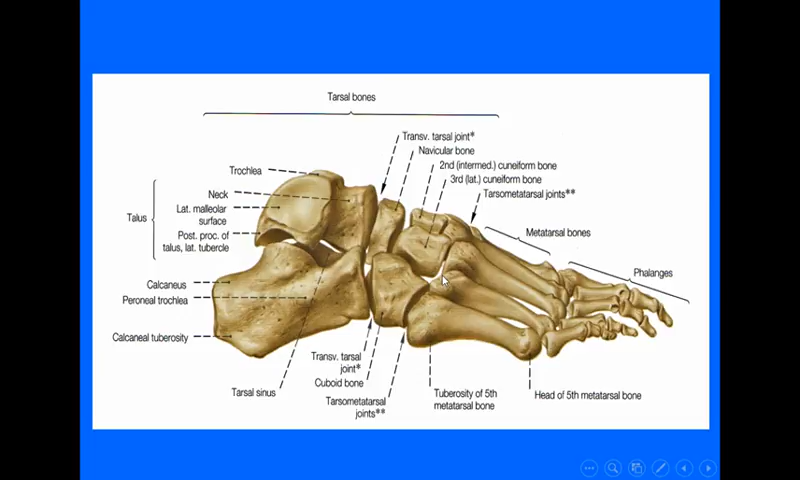 Tarsal bones
Transv. tarsal joint*
Navicular bone
2nd (intermed.) cuneiform bone
3rd (lat.) cuneiform bone
Tarsometatarsal joints**
Trochlea
Neck
Lat. malleolar
surface
Talus
Post. proc. of
talus, lat. tubercle
Metatarsal bones
Phalanges
Calcaneus
Peroneal trochlea
Calcaneal tuberosity
Transv. tarsal
joint*
Cuboid bone
Tarsal sinus
Tarsometatarsal
joints**
Tuberosity of 5th
metatarsal bone
Head of 5th metatarsal bone